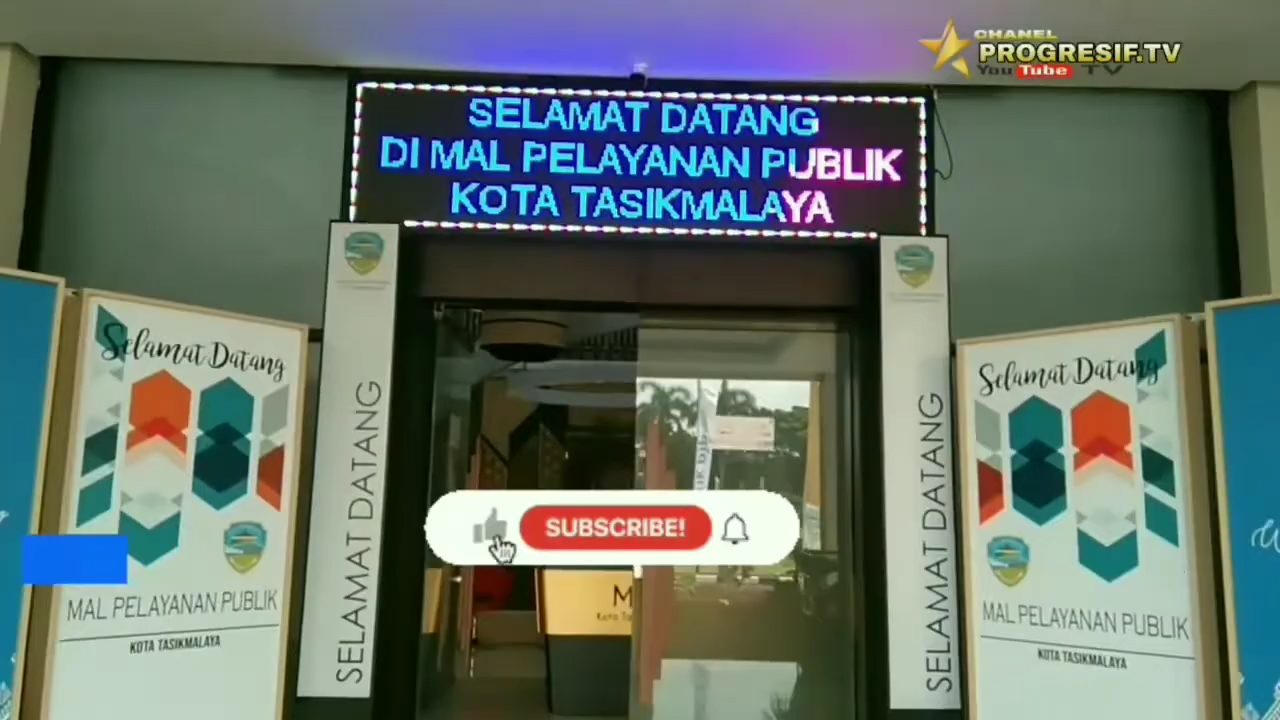 CHANEL
PROGRESIF.TV
YouTube TV
SELAMAT DATANG
DI MAL PELAYANAN PUBLIK
KOTA TASIKMALAYA
Selamat Datang
MAL PELAYANAN PUBLIK
KOTA TASIKMALAYA
SELAMAT DATANG
SUBSCRIBE!
M
SELAMAT DATANG
Selamat Datang
MAL PELAYANAN PUBLIK
KOTA TASIKMALAYA